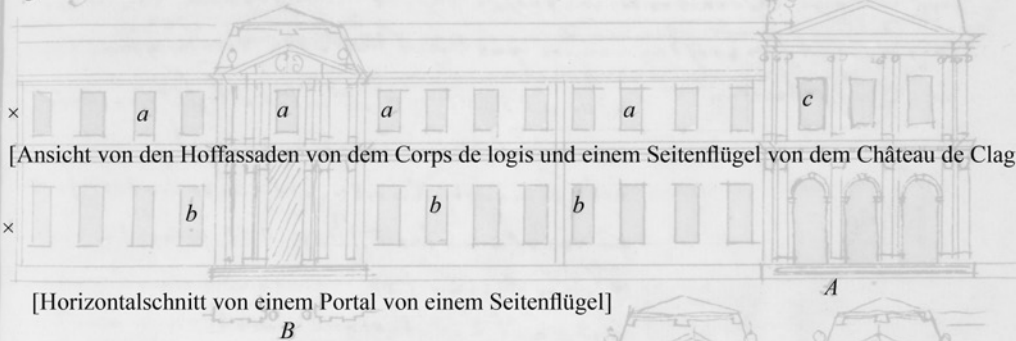 × a a a a c
[Ansicht von den Hoffassaden von dem Corps de logis und einem Seitenflügel von dem Château de Clag
× b b b
[Horizontalschnitt von einem Portal von einem Seitenflügel] A
B